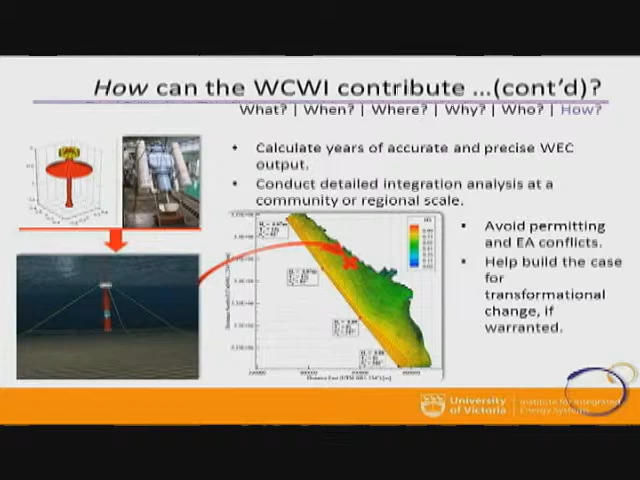 How can the WCWI contribute ...(cont'd)?
What? | When? | Where? | Why? | Who? | How?
• Calculate years of accurate and precise WEC
output.
• Conduct detailed integration analysis at a
community or regional scale.
▪ Avoid permitting
and EA conflicts.
▪ Help build the case
for
transformational
change, if
warranted.
University
of Victoria
Institute for Integrated
Energy Systems